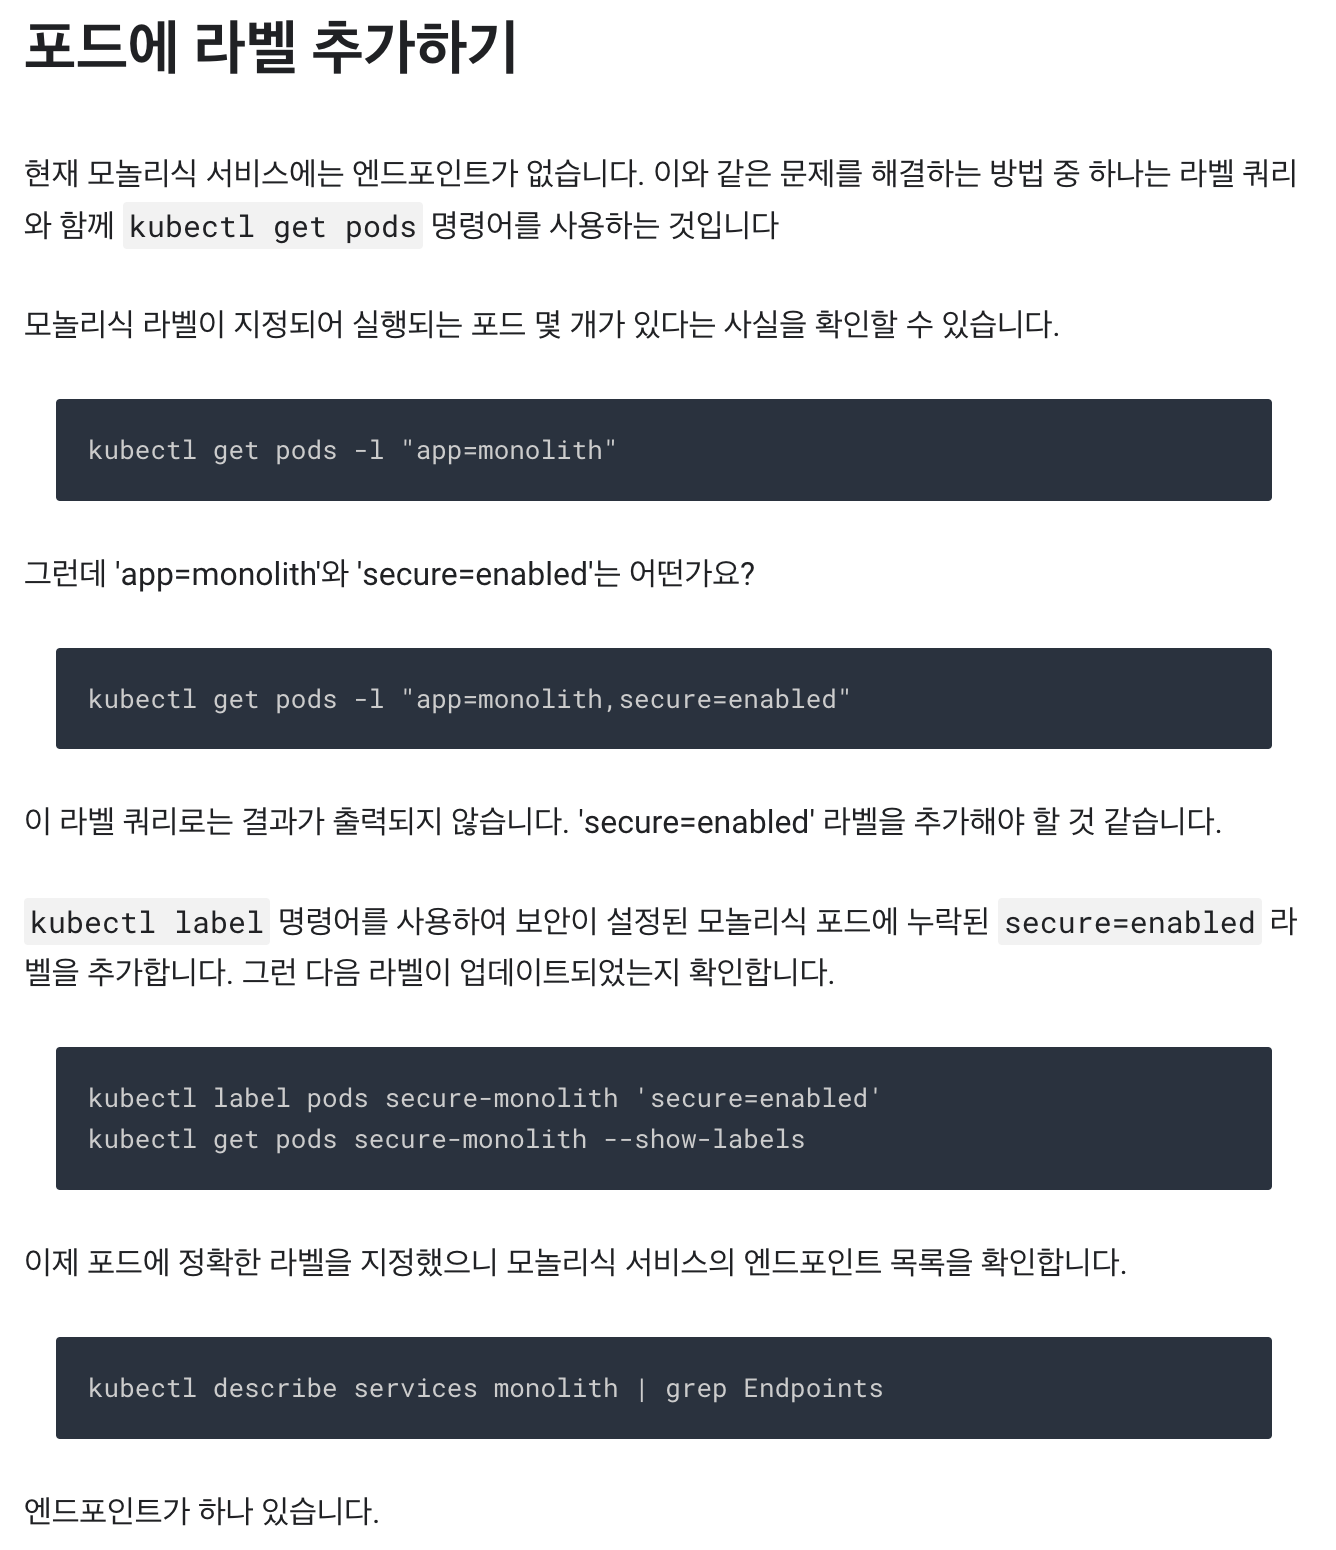 포드에 라벨 추가하기
현재 모놀리식 서비스에는 엔드포인트가 없습니다. 이와 같은 문제를 해결하는 방법 중 하나는 라벨 쿼리
와 함께 kubectl get pods 명령어를 사용하는 것입니다
모놀리식 라벨이 지정되어 실행되는 포드 몇 개가 있다는 사실을 확인할 수 있습니다.
kubectl get pods -l "app=monolith"
그런데 'app=monolith'와 'secure=enabled'는 어떤가요?
kubectl get pods -l "app=monolith,secure=enabled"
이 라벨 쿼리로는 결과가 출력되지 않습니다. 'secure=enabled' 라벨을 추가해야 할 것 같습니다.
kubectl label 명령어를 사용하여 보안이 설정된 모놀리식 포드에 누락된 secure=enabled 라
벨을 추가합니다. 그런 다음 라벨이 업데이트되었는지 확인합니다.
kubectl label pods secure-monolith 'secure=enabled'
kubectl get pods secure-monolith --show-labels
이제 포드에 정확한 라벨을 지정했으니 모놀리식 서비스의 엔드포인트 목록을 확인합니다.
kubectl describe services monolith | grep Endpoints
엔드포인트가 하나 있습니다.